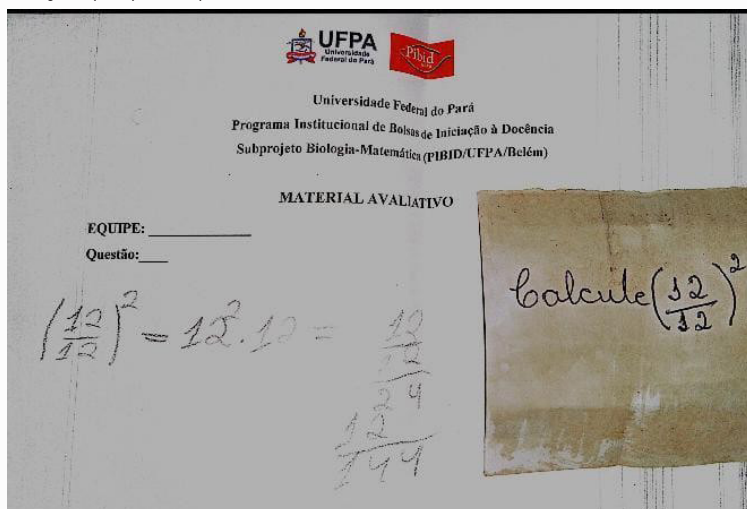 UFPA
Universidade
Federal do Pará
Pibid
Universidade Federal do Pará
Programa Institucional de Bolsas de Iniciação à Docência
Subprojeto Biologia-Matemática (PIBID/UFPA/Belém)
MATERIAL AVALIATIVO
EQUIPE: ____________
Questão:____
Calcule (12/12)²
(12/12)² = 12².12 =
12
12
24
12
144